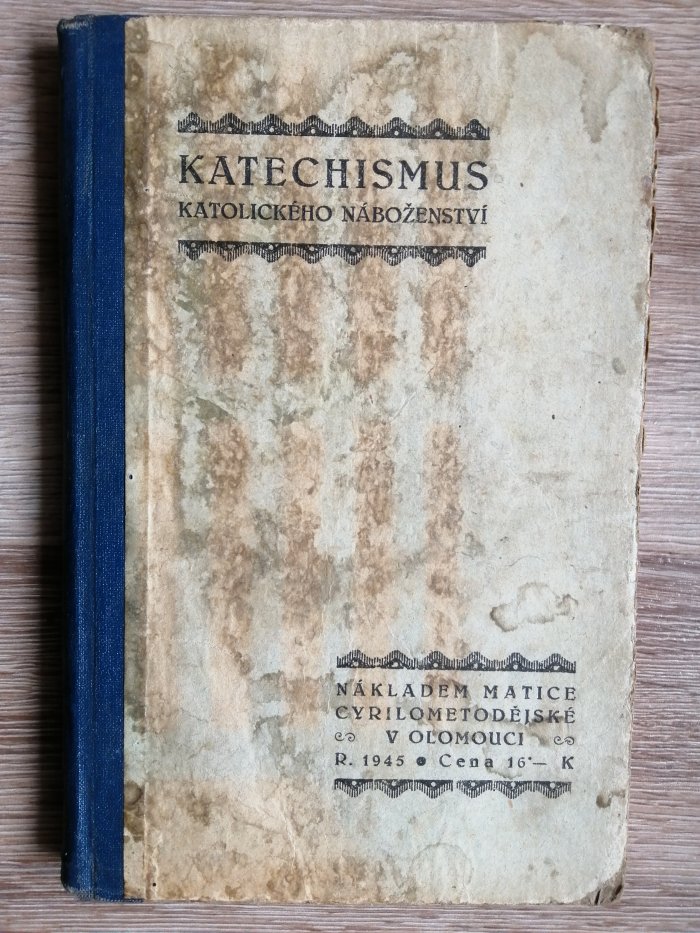 KATECHISMUS
KATOLICKÉHO NÁBOŽENSTVÍ
NÁKLADEM MATICE
CYRILOMETODĚJSKÉ
V OLOMOUCI
R. 1945 • Cena 16·— K